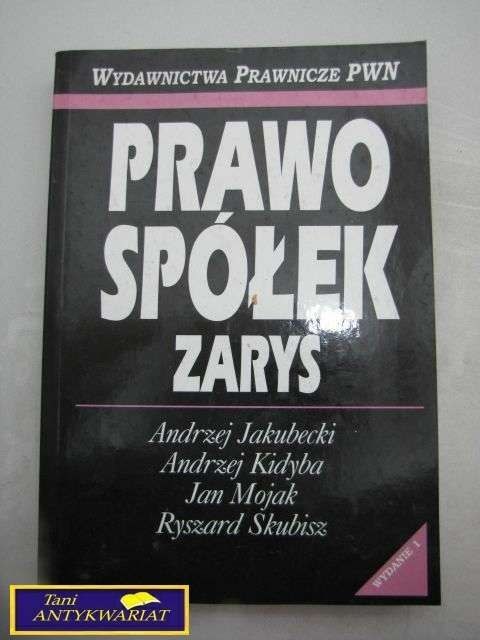 WYDAWNICTWA PRAWNICZE PWN
PRAWO
SPÓŁEK
ZARYS
Andrzej Jakubecki
Andrzej Kidyba
Jan Mojak
Ryszard Skubisz
WYDANIE 1
Tani
ANTYKWARIAT